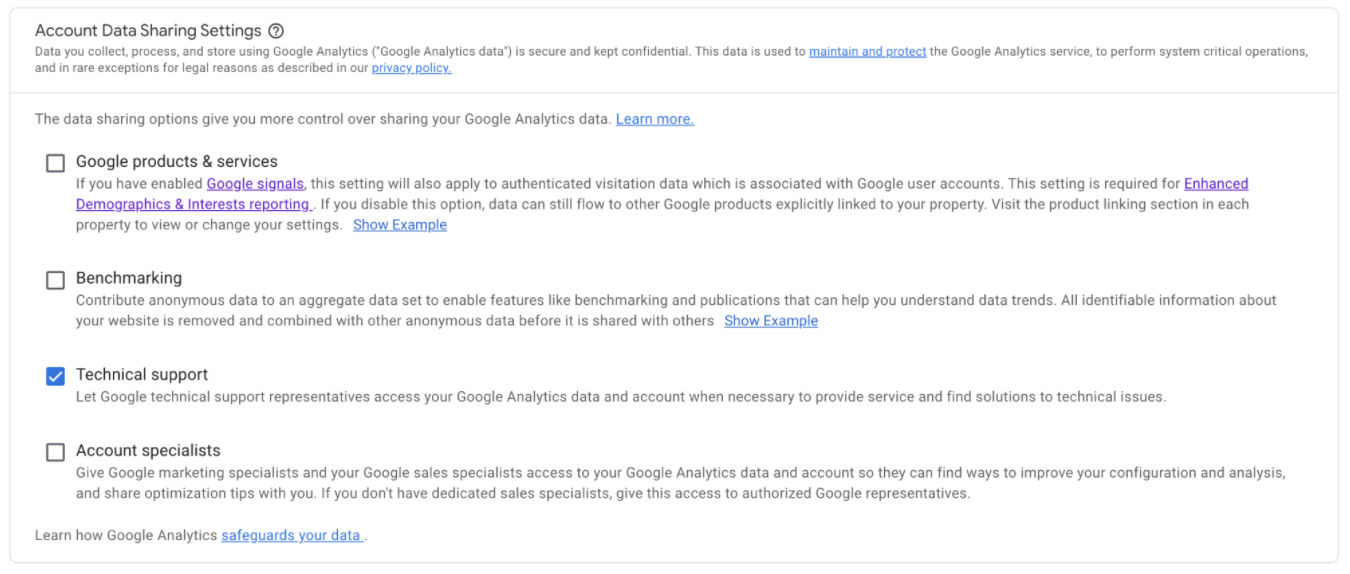 Account Data Sharing Settings
Data you collect, process, and store using Google Analytics ("Google Analytics data") is secure and kept confidential. This data is used to maintain and protect the Google Analytics service, to perform system critical operations,
and in rare exceptions for legal reasons as described in our privacy policy.
The data sharing options give you more control over sharing your Google Analytics data. Learn more.
Google products & services
If you have enabled Google signals, this setting will also apply to authenticated visitation data which is associated with Google user accounts. This setting is required for Enhanced
Demographics & Interests reporting . If you disable this option, data can still flow to other Google products explicitly linked to your property. Visit the product linking section in each
property to view or change your settings. Show Example
Benchmarking
Contribute anonymous data to an aggregate data set to enable features like benchmarking and publications that can help you understand data trends. All identifiable information about
your website is removed and combined with other anonymous data before it is shared with others Show Example
Technical support
Let Google technical support representatives access your Google Analytics data and account when necessary to provide service and find solutions to technical issues.
Account specialists
Give Google marketing specialists and your Google sales specialists access to your Google Analytics data and account so they can find ways to improve your configuration and analysis,
and share optimization tips with you. If you don't have dedicated sales specialists, give this access to authorized Google representatives.
Learn how Google Analytics safeguards your data .